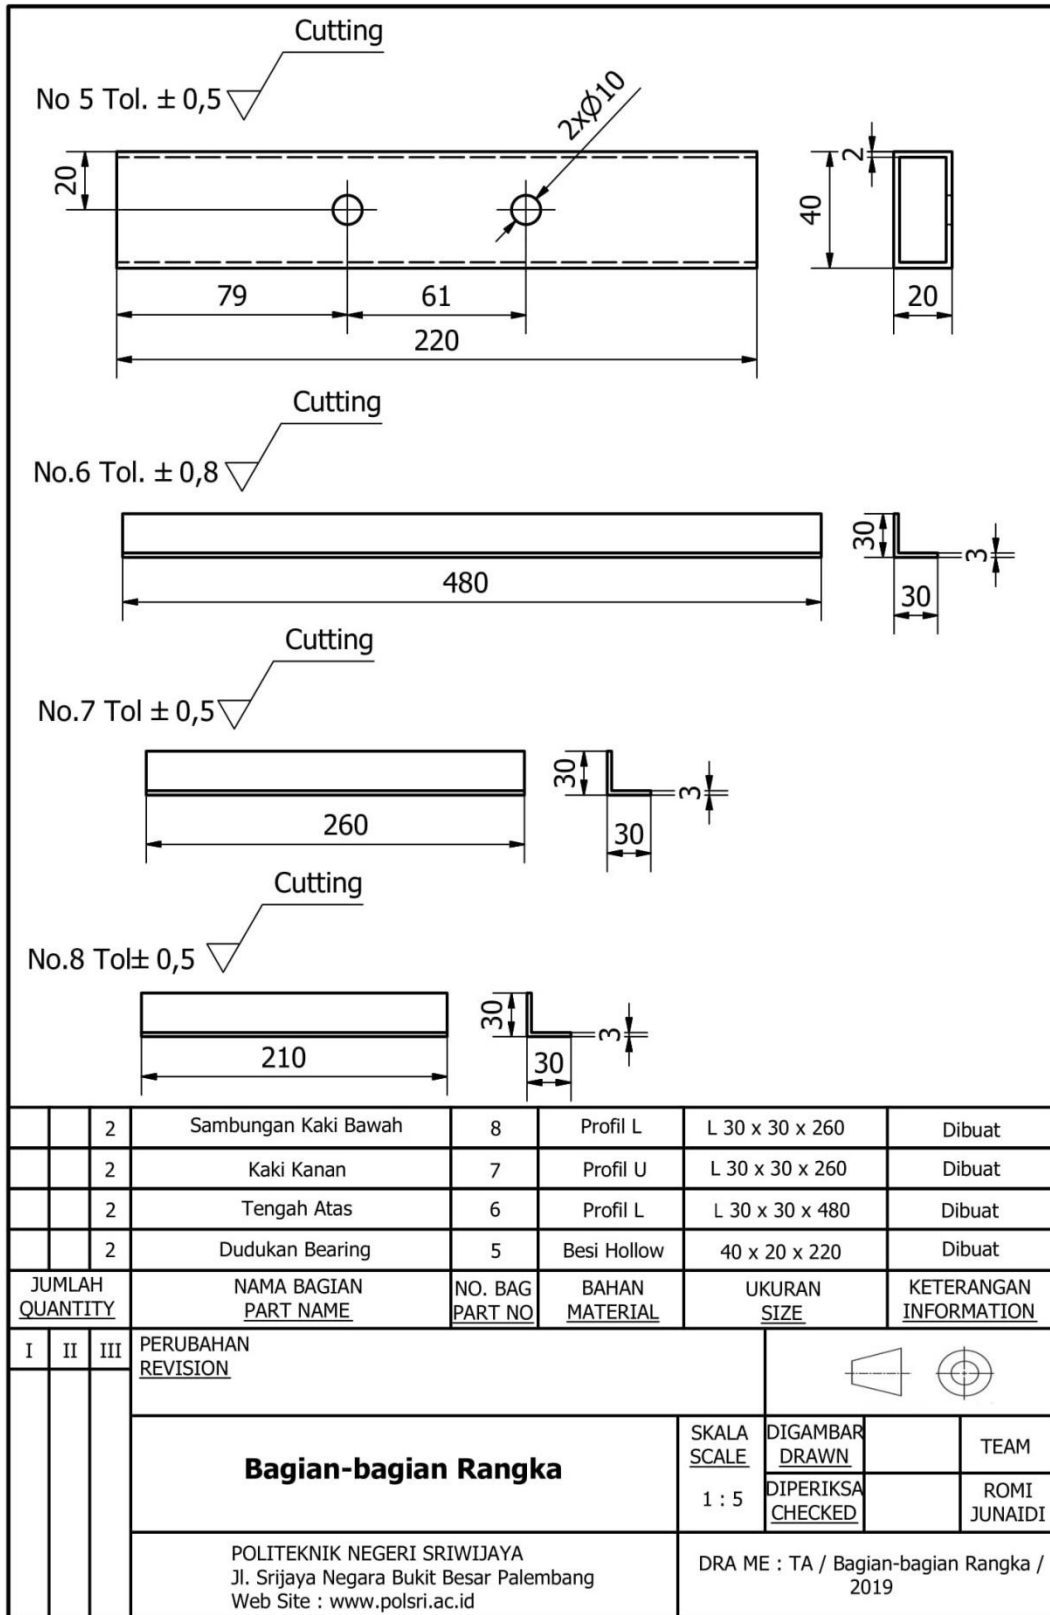 Cutting
No 5 Tol. ± 0,5
2xØ10
20
2
40
79
61
20
220
Cutting
No.6 Tol. ± 0,8
30
3
480
30
Cutting
No.7 Tol ± 0,5
30
3
260
30
Cutting
No.8 Tol± 0,5
30
3
210
30
2 Sambungan Kaki Bawah 8 Profil L L 30 x 30 x 260 Dibuat
2 Kaki Kanan 7 Profil U L 30 x 30 x 260 Dibuat
2 Tengah Atas 6 Profil L L 30 x 30 x 480 Dibuat
2 Dudukan Bearing 5 Besi Hollow 40 x 20 x 220 Dibuat
JUMLAH NAMA BAGIAN NO. BAG BAHAN UKURAN KETERANGAN
QUANTITY PART NAME PART NO MATERIAL SIZE INFORMATION
I II III PERUBAHAN
REVISION
Bagian-bagian Rangka
SKALA
SCALE
1 : 5
DIGAMBAR
DRAWN
TEAM
DIPERIKSA
CHECKED
ROMI
JUNAIDI
POLITEKNIK NEGERI SRIWIJAYA
Jl. Srijaya Negara Bukit Besar Palembang
Web Site : www.polsri.ac.id
DRA ME : TA / Bagian-bagian Rangka /
2019